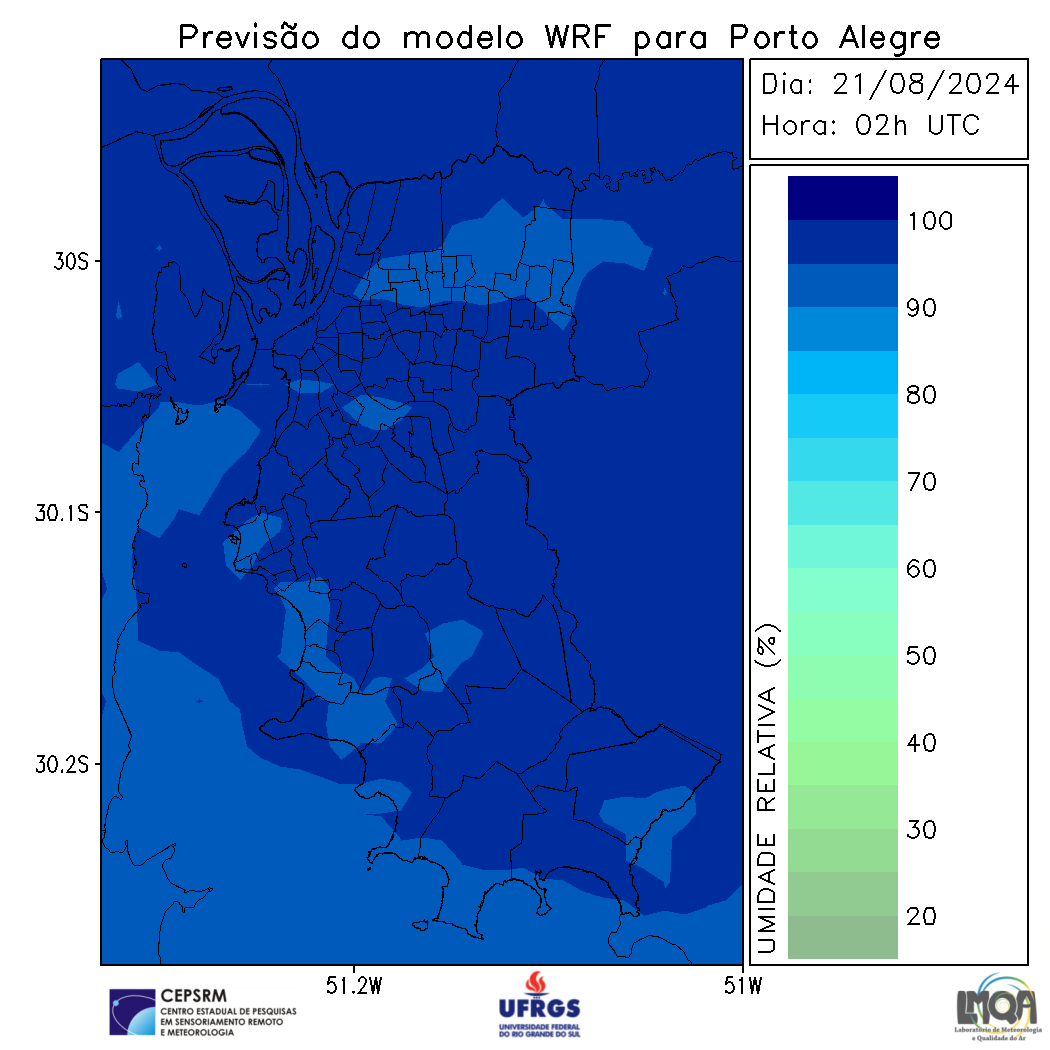 Previsão do modelo WRF para Porto Alegre
Dia: 21/08/2024
Hora: 02h UTC
100
90
80
70
60
50
40
30
20
UMIDADE RELATIVA (%)
30S
30.1S
30.2S
51.2W
51W
CEPSRM
CENTRO ESTADUAL DE PESQUISAS
EM SENSORIAMENTO REMOTO
E METEOROLOGIA
UFRGS
UNIVERSIDADE FEDERAL
DO RIO GRANDE DO SUL
LMQA
Laboratório de Meteorologia
e Qualidade do Ar